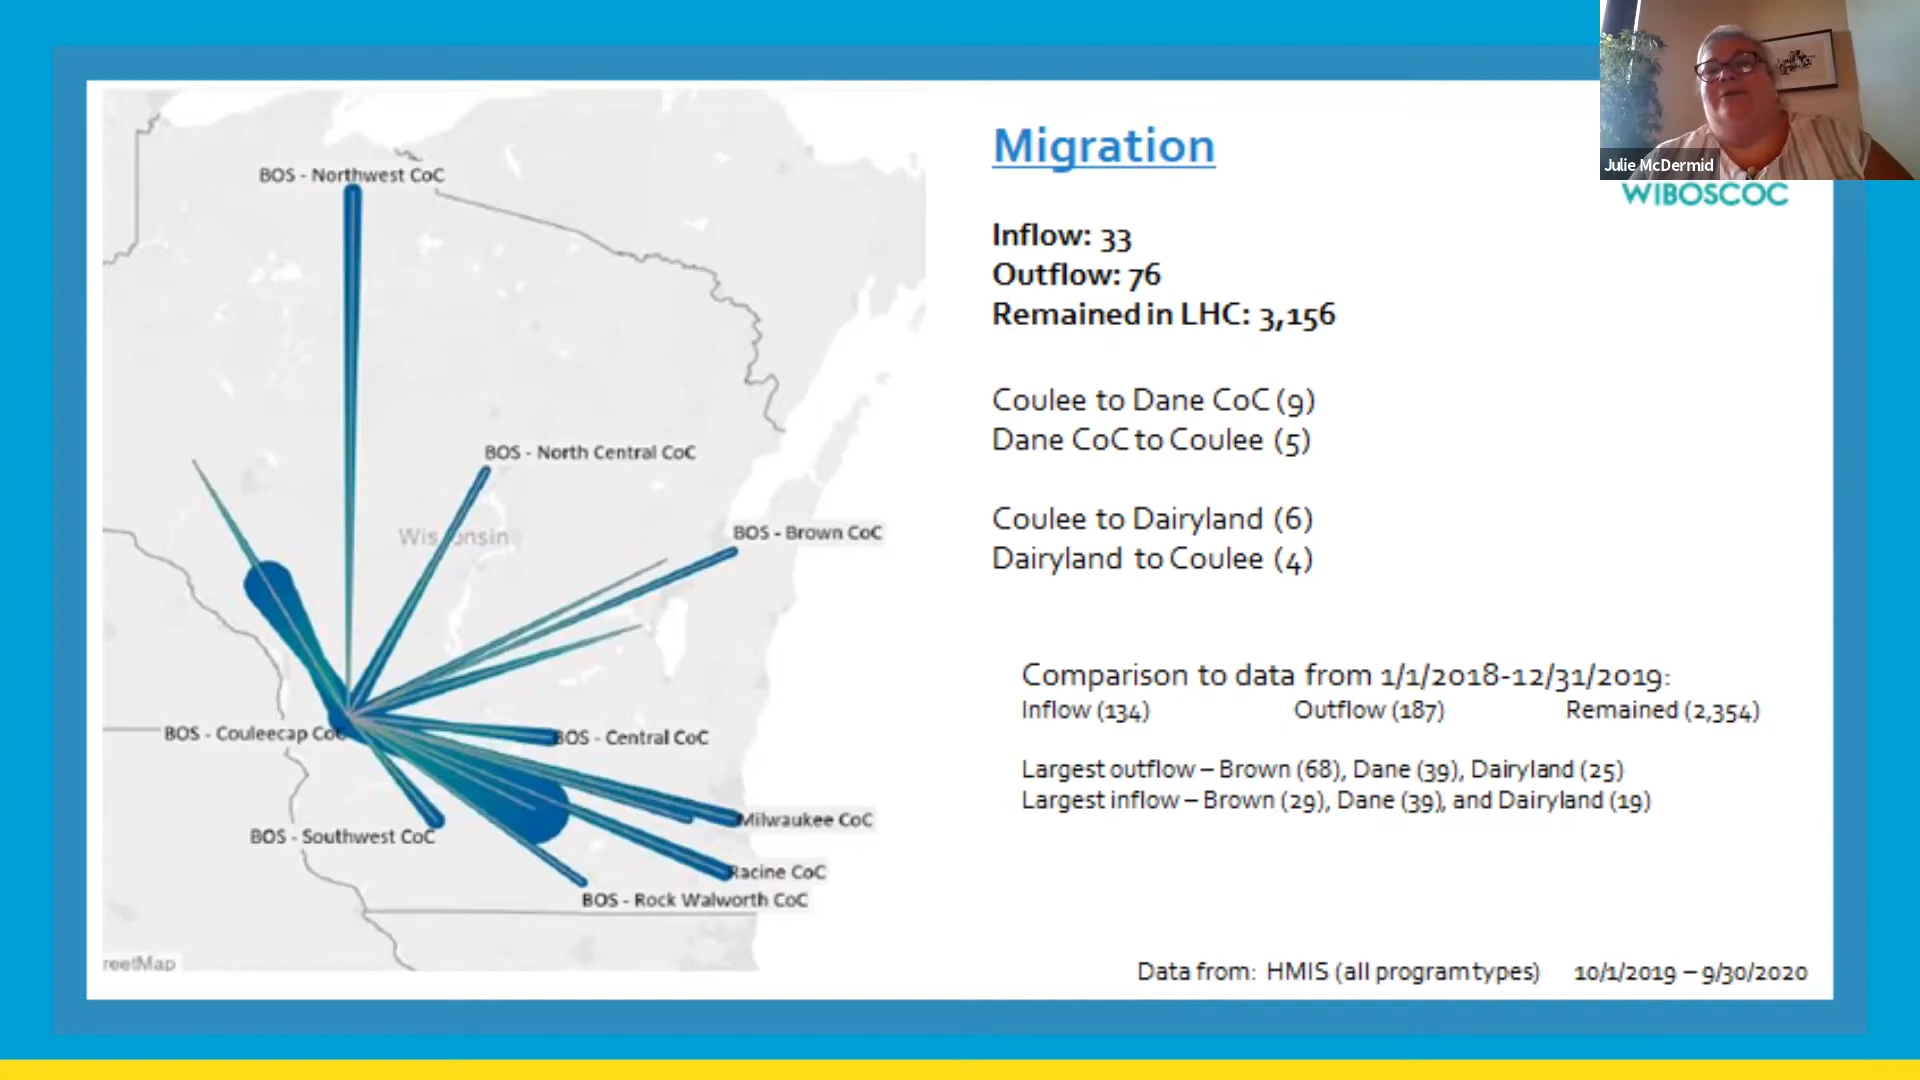 BOS - Northwest CoC
BOS - North Central CoC
Wisconsin
BOS - Brown CoC
BOS - Couleecap CoC
BOS - Central CoC
BOS - Southwest CoC
Milwaukee CoC
Racine CoC
BOS - Rock Walworth CoC
reetMap
Julie McDermid
WIBOSCOC
Migration
Inflow: 33
Outflow: 76
Remained in LHC: 3,156
Coulee to Dane CoC (9)
Dane CoC to Coulee (5)
Coulee to Dairyland (6)
Dairyland to Coulee (4)
Comparison to data from 1/1/2018-12/31/2019:
Inflow (134) Outflow (187) Remained (2,354)
Largest outflow – Brown (68), Dane (39), Dairyland (25)
Largest inflow – Brown (29), Dane (39), and Dairyland (19)
Data from: HMIS (all program types) 10/1/2019 – 9/30/2020